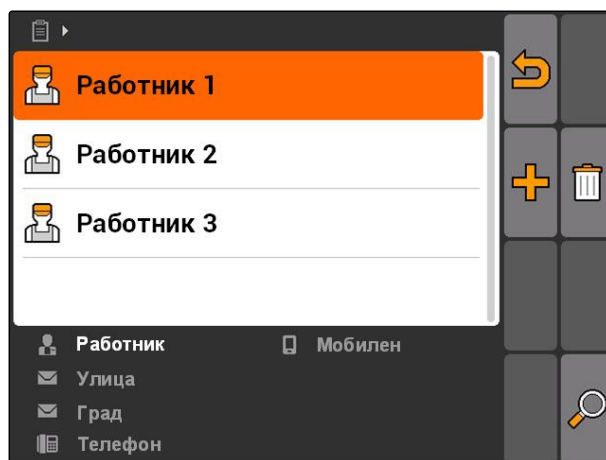 Работник 1
Работник 2
Работник 3
Работник Мобилен
Улица
Град
Телефон